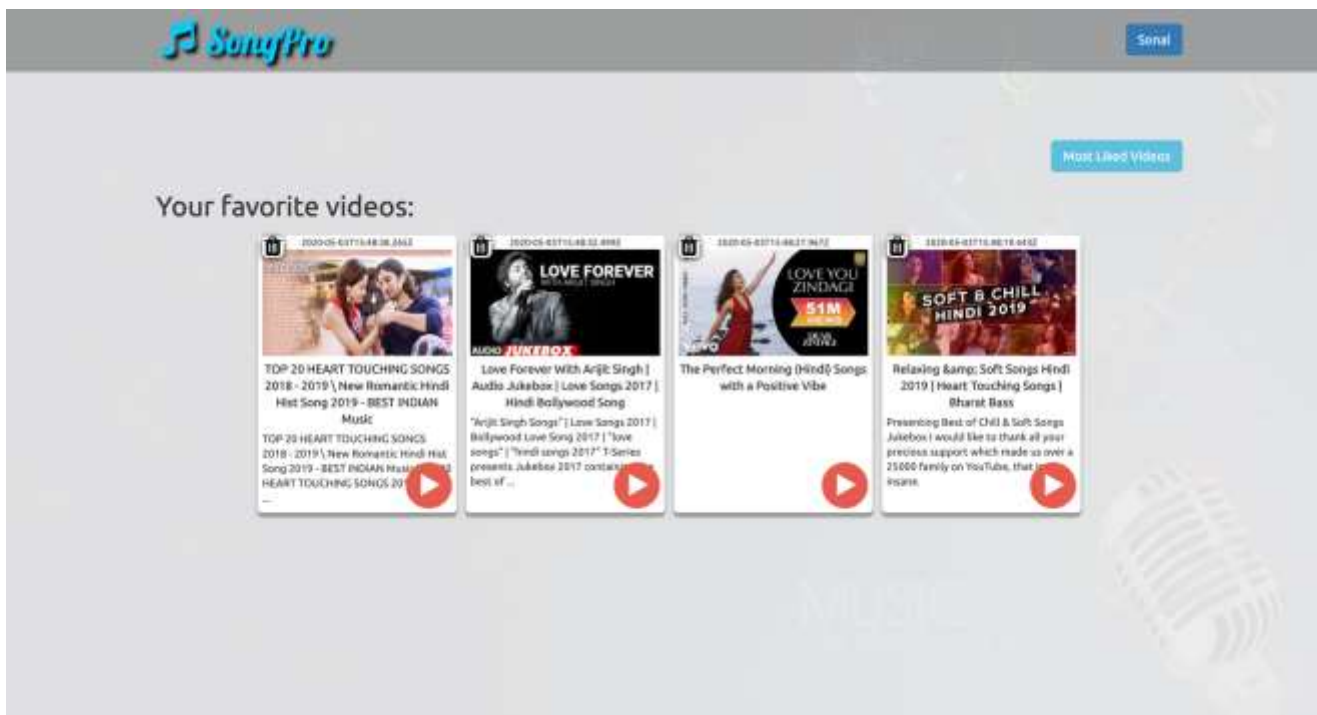 SongPro
Sonal
Most Liked Videos
Your favorite videos:
LOVE FOREVER
WITH ARIJIT SINGH
AUDIO JUKEBOX
LOVE YOU
ZINDAGI
51M
vevo
SOFT & CHILL
HINDI 2019
TOP 20 HEART TOUCHING SONGS
2018 - 2019 \ New Romantic Hindi
Hist Song 2019 - BEST INDIAN
Music
TOP 20 HEART TOUCHING SONGS
2018 - 2019 \ New Romantic Hindi Hist
Song 2019 - BEST INDIAN Music
HEART TOUCHING SONGS
...
Love Forever With Arijit Singh |
Audio Jukebox | Love Songs 2017 |
Hindi Bollywood Song
"Arijit Singh Songs" | Love Songs 2017 |
Bollywood Love Song 2017 | "love
songs" | "hindi songs 2017" T-Series
presents Jukebox 2017
best of ...
The Perfect Morning (Hindi) Songs
with a Positive Vibe
Relaxing &amp; Soft Songs Hindi
2019 | Heart Touching Songs |
Bharat Bass
Presenting Best of Chill & Soft Songs
Jukebox I would like to thank all your
precious support which made us over a
25000 family on YouTube, that
insane.
MUSIC